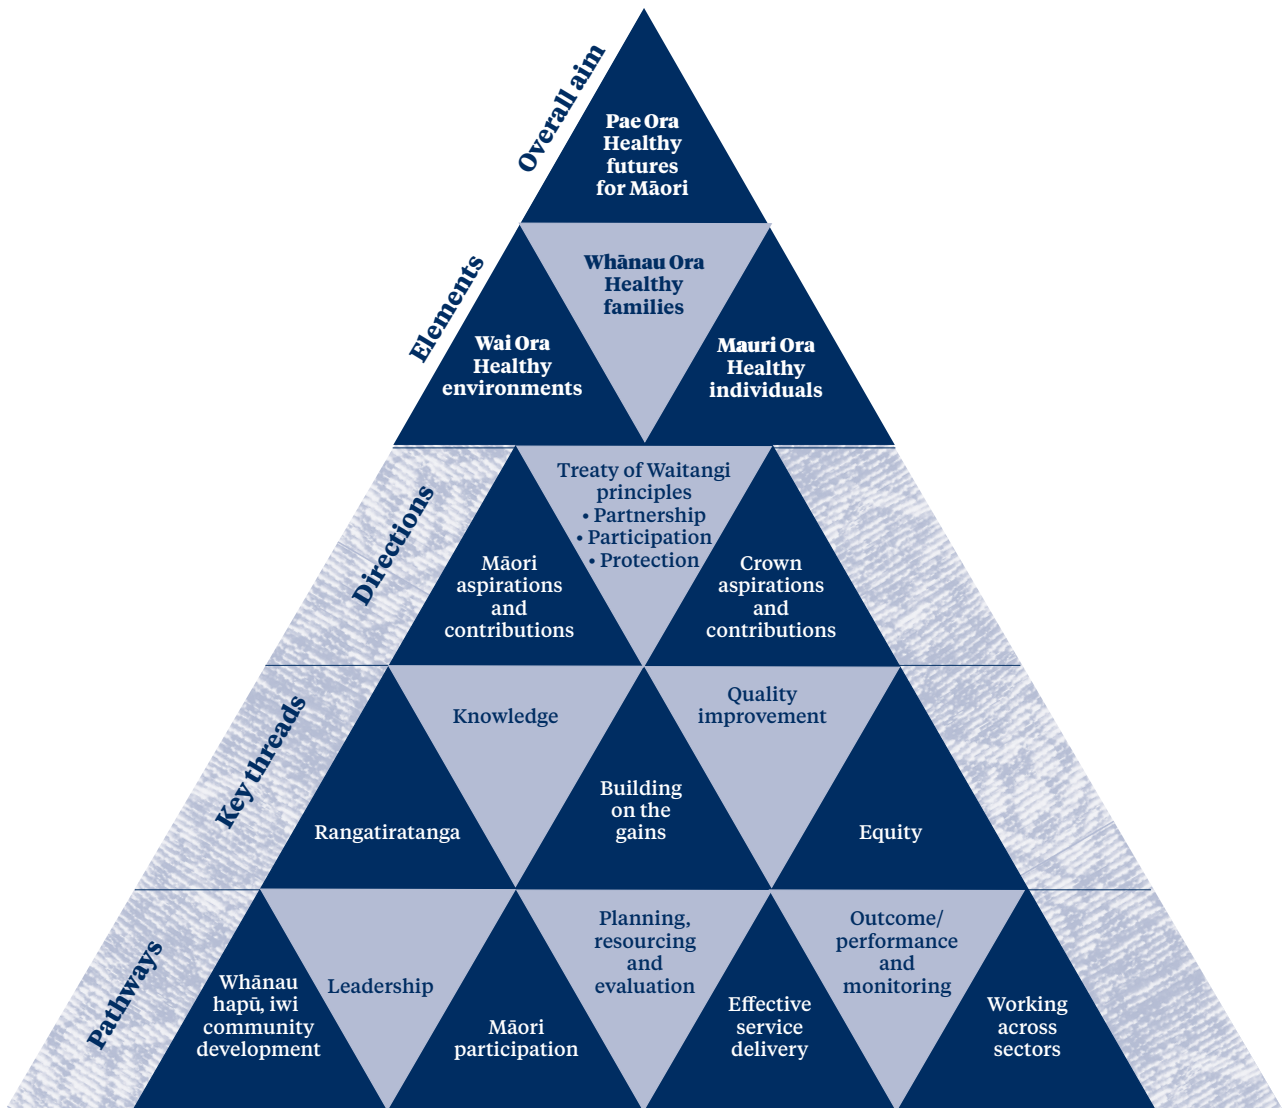 Overall aim
Pae Ora
Healthy
futures
for Māori
Elements
Whānau Ora
Healthy
families
Wai Ora
Healthy
environments
Mauri Ora
Healthy
individuals
Directions
Treaty of Waitangi
principles
• Partnership
• Participation
• Protection
Māori
aspirations
and
contributions
Crown
aspirations
and
contributions
Key threads
Rangatiratanga
Knowledge
Building
on the
gains
Quality
improvement
Equity
Pathways
Whānau
hapū, iwi
community
development
Leadership
Māori
participation
Planning,
resourcing
and
evaluation
Effective
service
delivery
Outcome/
performance
and
monitoring
Working
across
sectors